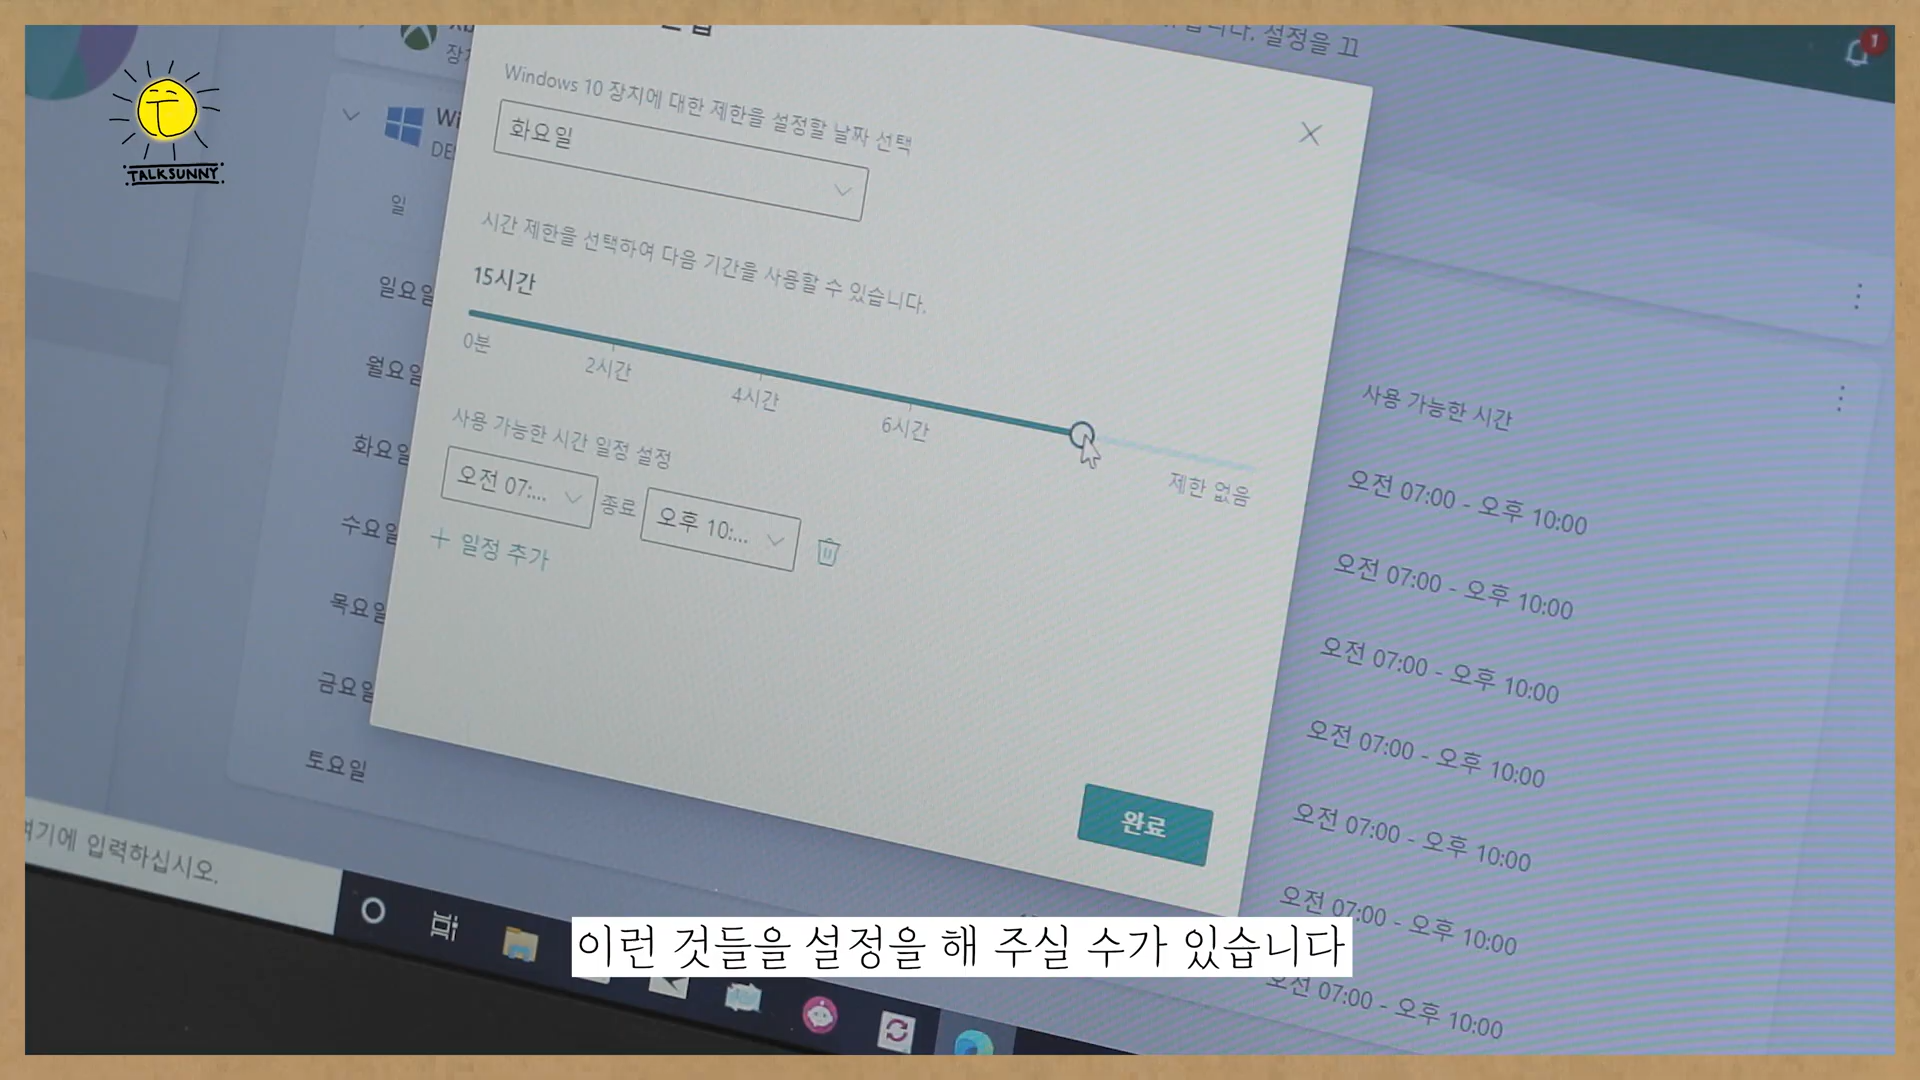 TALKSUNNY
설정을 11
1
장
Windows 10 장치에 대한 제한을 설정할 날짜 선택
화요일
Wi
DE
일
시간 제한을 선택하여 다음 기간을 사용할 수 있습니다.
15시간
0분
2시간
4시간
6시간
제한 없음
사용 가능한 시간 일정 설정
오전 07:...
종료
오후 10:...
+ 일정 추가
완료
일요일
월요일
화요일
수요일
목요일
금요일
토요일
사용 가능한 시간
오전 07:00 - 오후 10:00
오전 07:00 - 오후 10:00
오전 07:00 - 오후 10:00
오전 07:00 - 오후 10:00
오전 07:00 - 오후 10:00
오전 07:00 - 오후 10:00
오전 07:00 - 오후 10:00
여기에 입력하십시오.
이런 것들을 설정을 해 주실 수가 있습니다